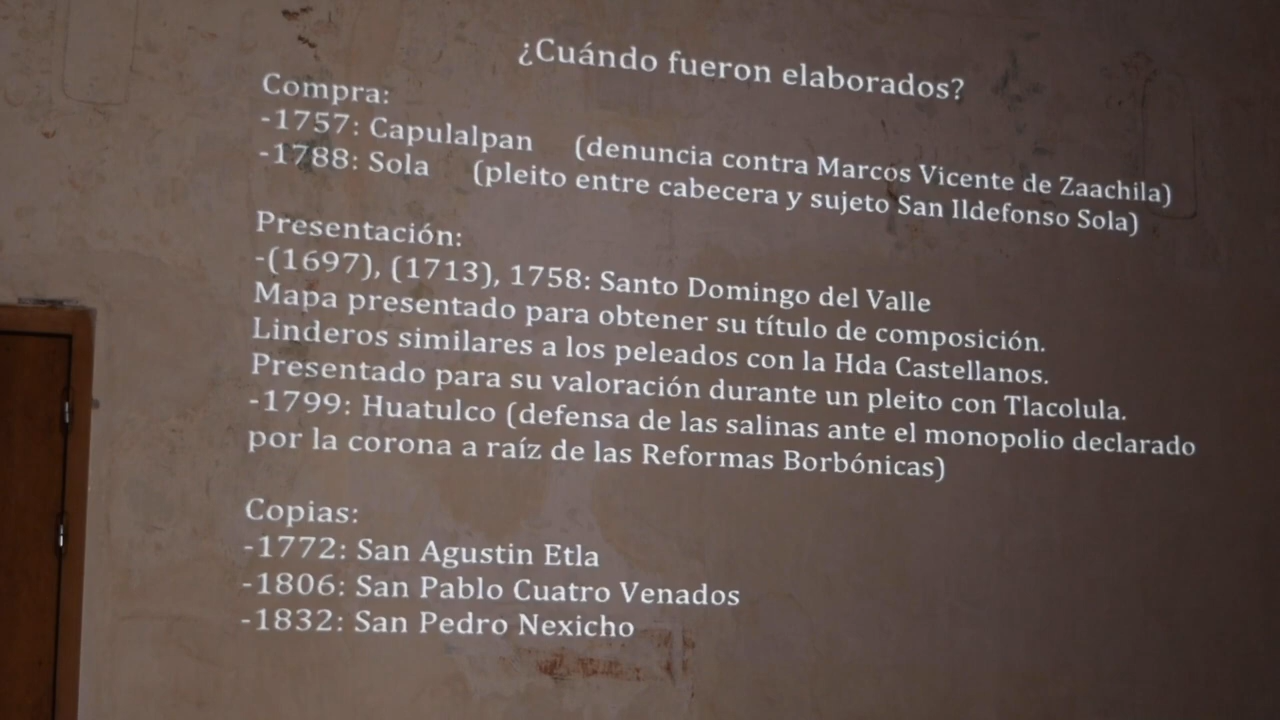 ¿Cuándo fueron elaborados?
Compra:
-1757: Capulalpan (denuncia contra Marcos Vicente de Zaachila)
-1788: Sola (pleito entre cabecera y sujeto San Ildefonso Sola)
Presentación:
-(1697), (1713), 1758: Santo Domingo del Valle
Mapa presentado para obtener su título de composición.
Linderos similares a los peleados con la Hda Castellanos.
Presentado para su valoración durante un pleito con Tlacolula.
-1799: Huatulco (defensa de las salinas ante el monopolio declarado
por la corona a raíz de las Reformas Borbónicas)
Copias:
-1772: San Agustin Etla
-1806: San Pablo Cuatro Venados
-1832: San Pedro Nexicho